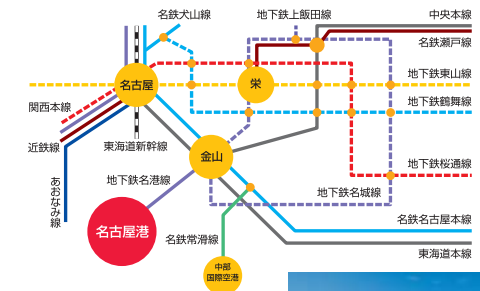 名鉄犬山線
地下鉄上飯田線
中央本線
名鉄瀬戸線
地下鉄東山線
名古屋
栄
関西本線
地下鉄鶴舞線
近鉄線
東海道新幹線
金山
地下鉄桜通線
あおなみ線
地下鉄名港線
地下鉄名城線
名古屋港
名鉄名古屋本線
名鉄常滑線
東海道本線
中部
国際空港